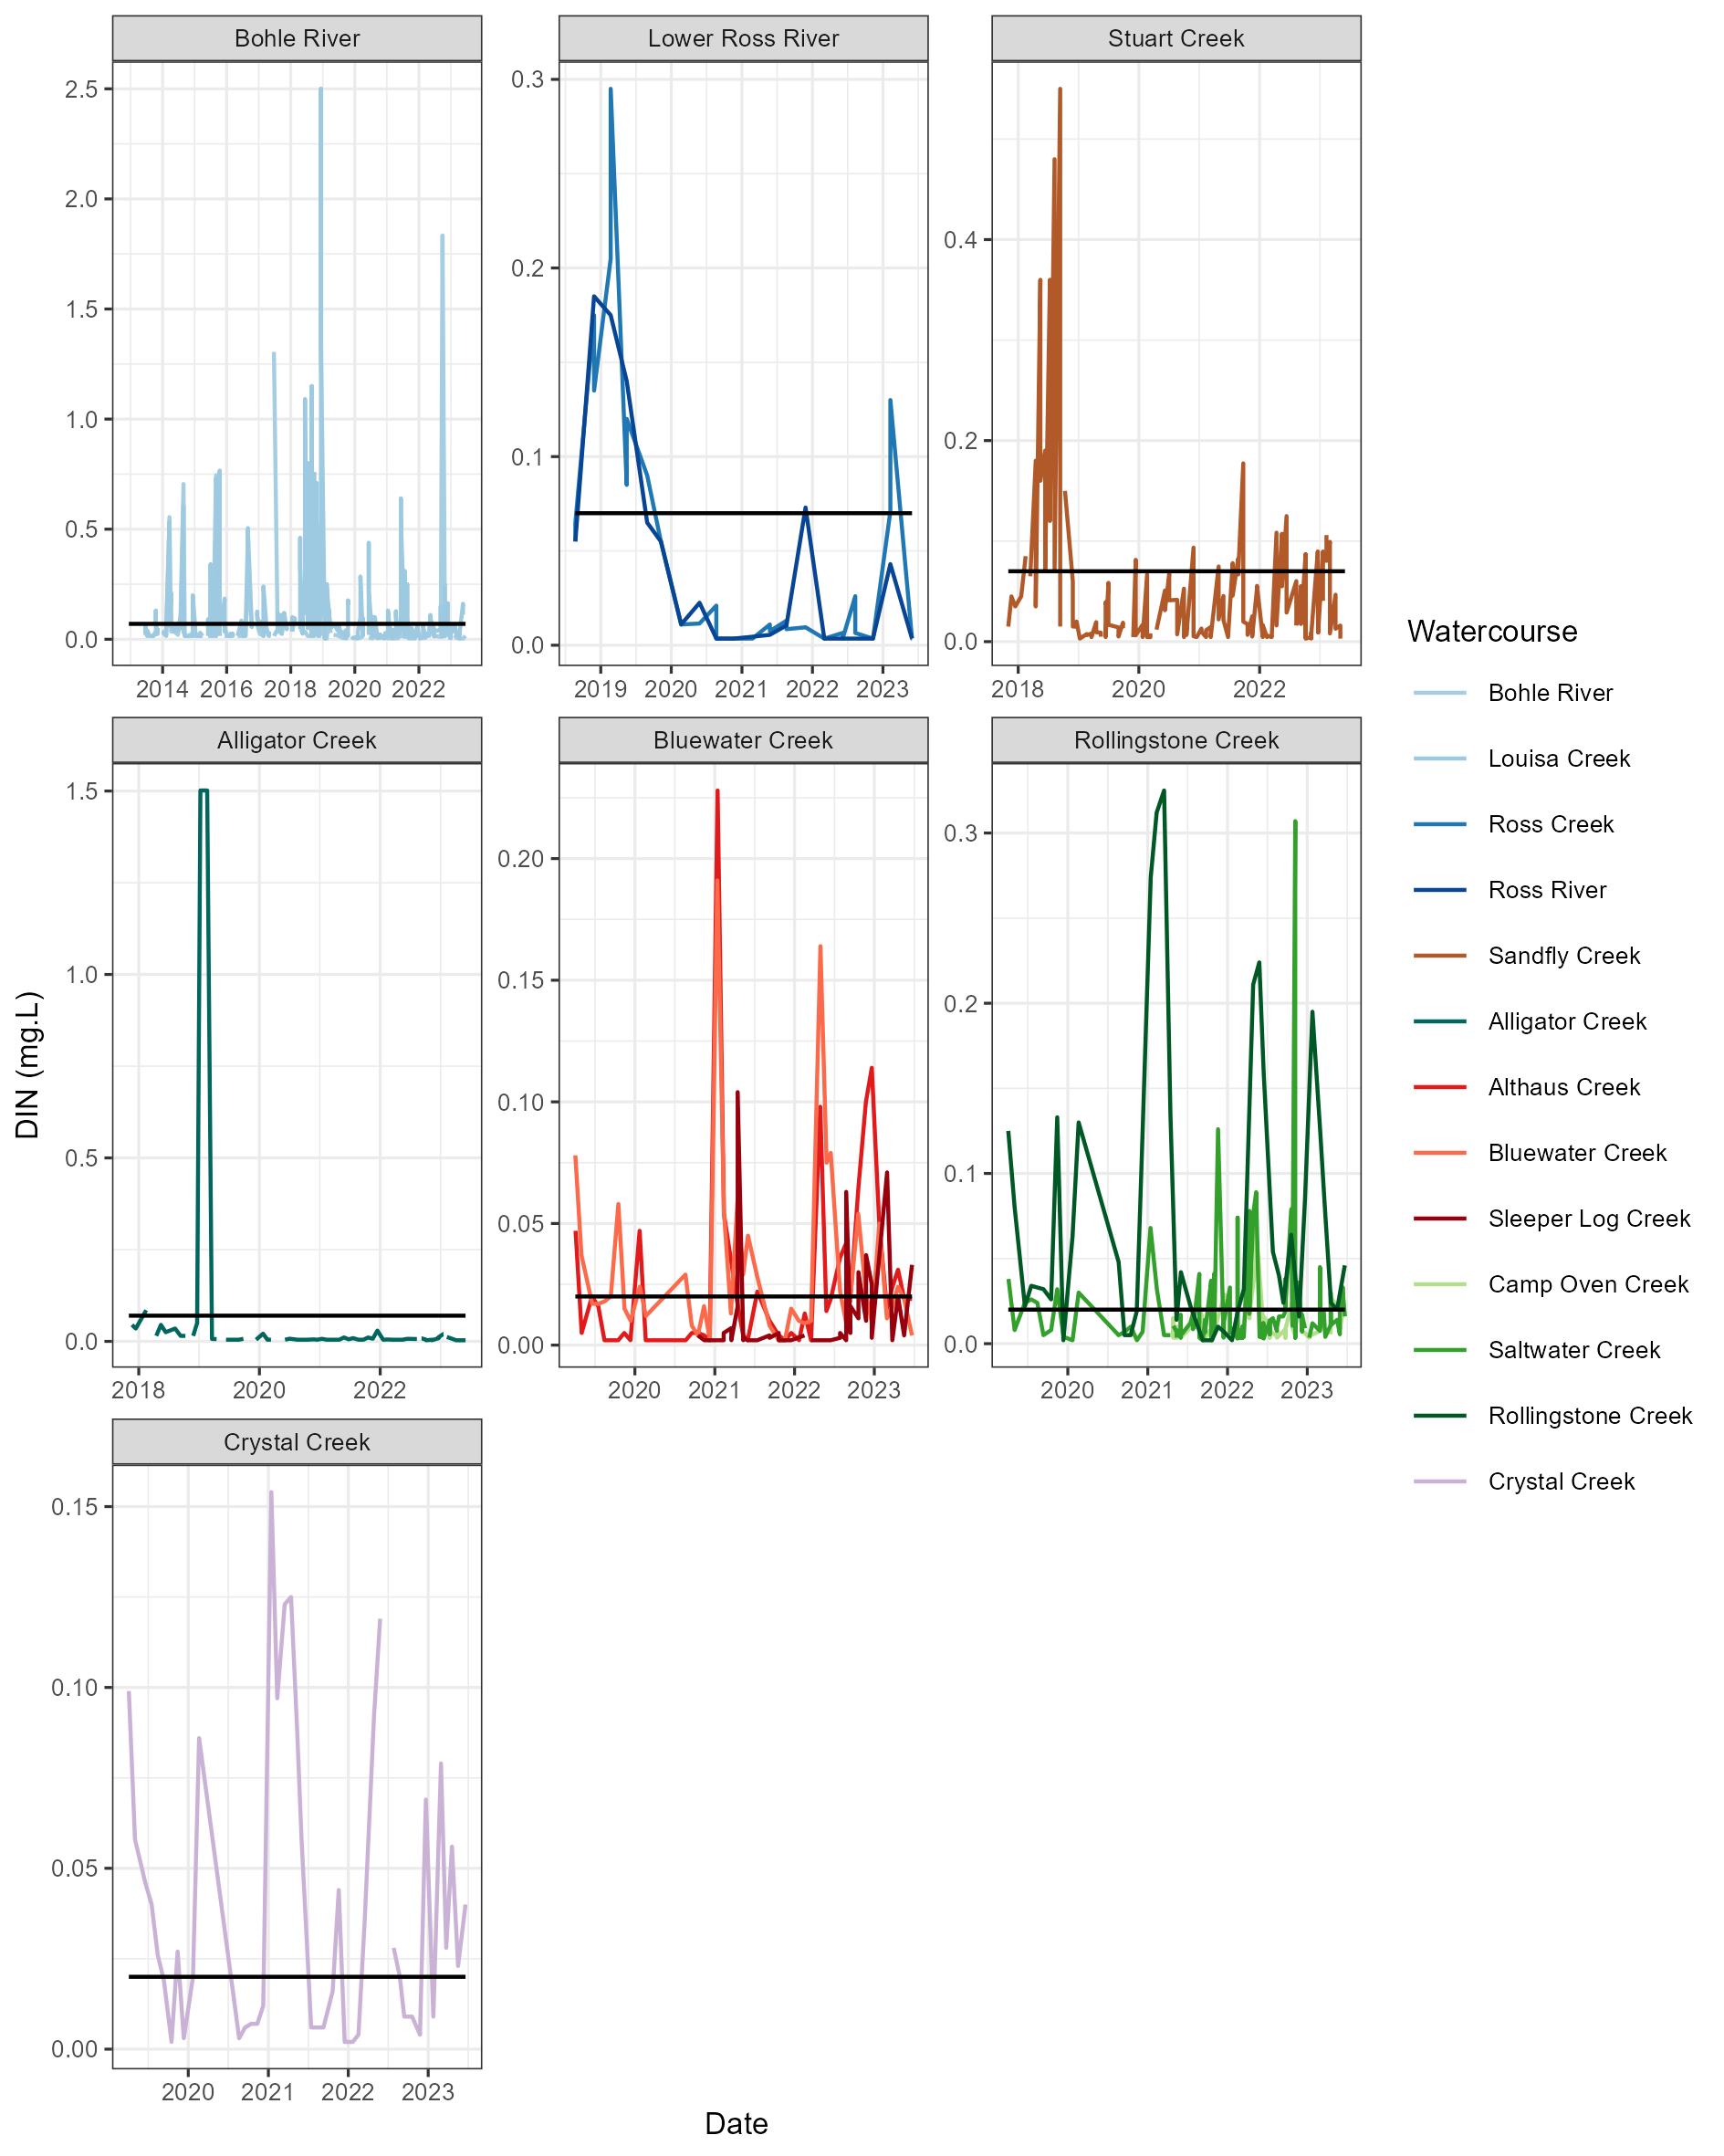 Bohle River
Lower Ross River
Stuart Creek
2.5
2.0
1.5
1.0
0.5
0.0
2014 2016 2018 2020 2022
0.3
0.2
0.1
0.0
2019 2020 2021 2022 2023
0.4
0.2
0.0
2018 2020 2022
Alligator Creek
Bluewater Creek
Rollingstone Creek
1.5
1.0
0.5
0.0
2018 2020 2022
0.20
0.15
0.10
0.05
0.00
2020 2021 2022 2023
0.3
0.2
0.1
0.0
2020 2021 2022 2023
Crystal Creek
0.15
0.10
0.05
0.00
2020 2021 2022 2023
DIN (mg.L)
Date
Watercourse
Bohle River
Louisa Creek
Ross Creek
Ross River
Sandfly Creek
Alligator Creek
Althaus Creek
Bluewater Creek
Sleeper Log Creek
Camp Oven Creek
Saltwater Creek
Rollingstone Creek
Crystal Creek